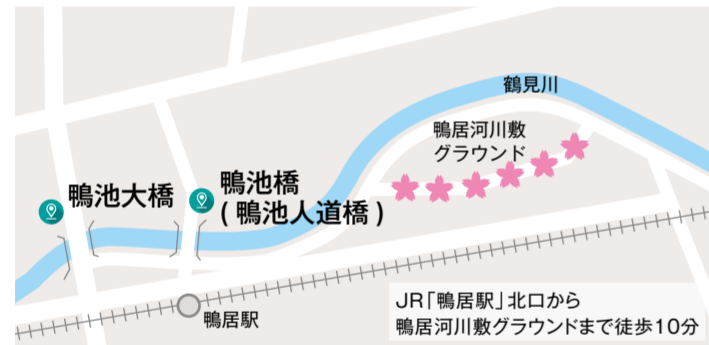 鶴見川
鴨居河川敷
グラウンド
鴨池大橋
鴨池橋
(鴨池人道橋)
鴨居駅
JR「鴨居駅」北口から
鴨居河川敷グラウンドまで徒歩10分